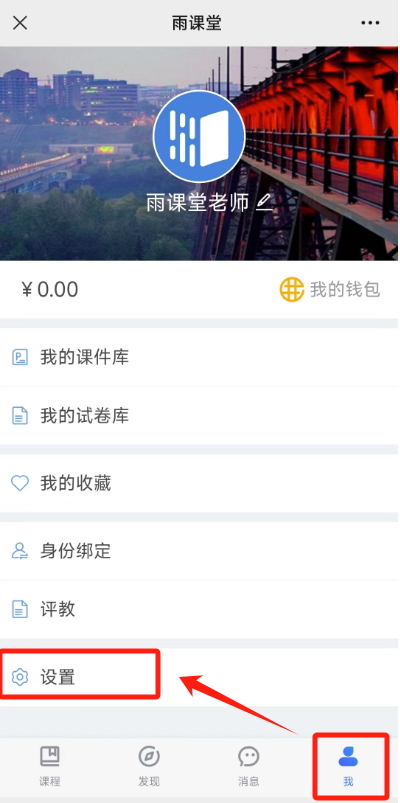 雨课堂
雨课堂老师
¥0.00
我的钱包
我的课件库
我的试卷库
我的收藏
身份绑定
评教
设置
课程
发现
消息
我